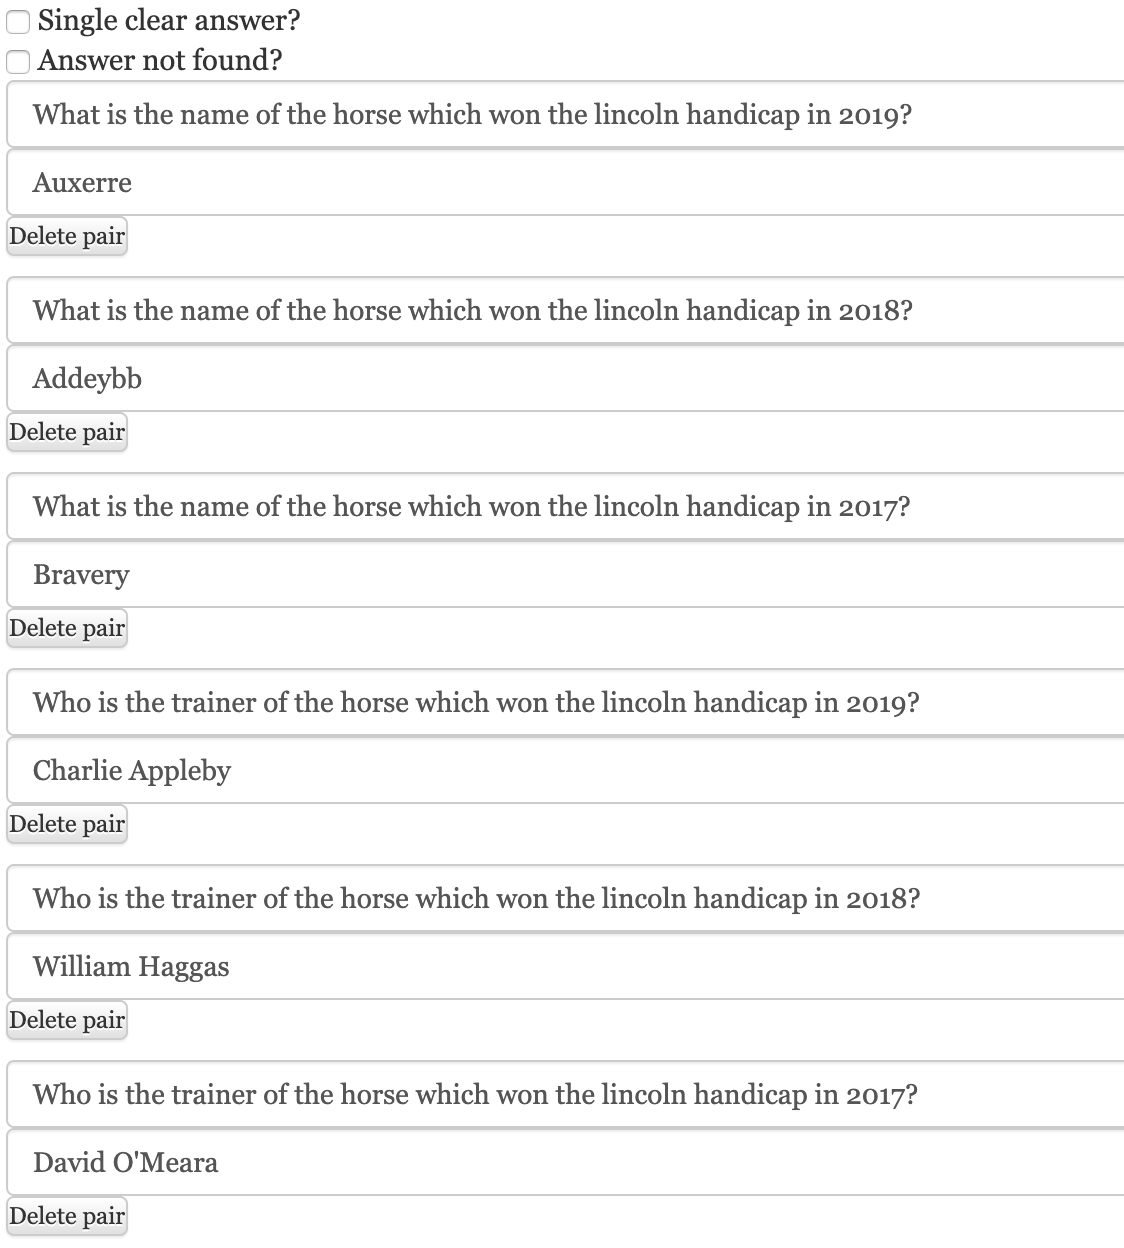 Single clear answer?
Answer not found?
What is the name of the horse which won the lincoln handicap in 2019?
Auxerre
Delete pair
What is the name of the horse which won the lincoln handicap in 2018?
Addeybb
Delete pair
What is the name of the horse which won the lincoln handicap in 2017?
Bravery
Delete pair
Who is the trainer of the horse which won the lincoln handicap in 2019?
Charlie Appleby
Delete pair
Who is the trainer of the horse which won the lincoln handicap in 2018?
William Haggas
Delete pair
Who is the trainer of the horse which won the lincoln handicap in 2017?
David O'Meara
Delete pair